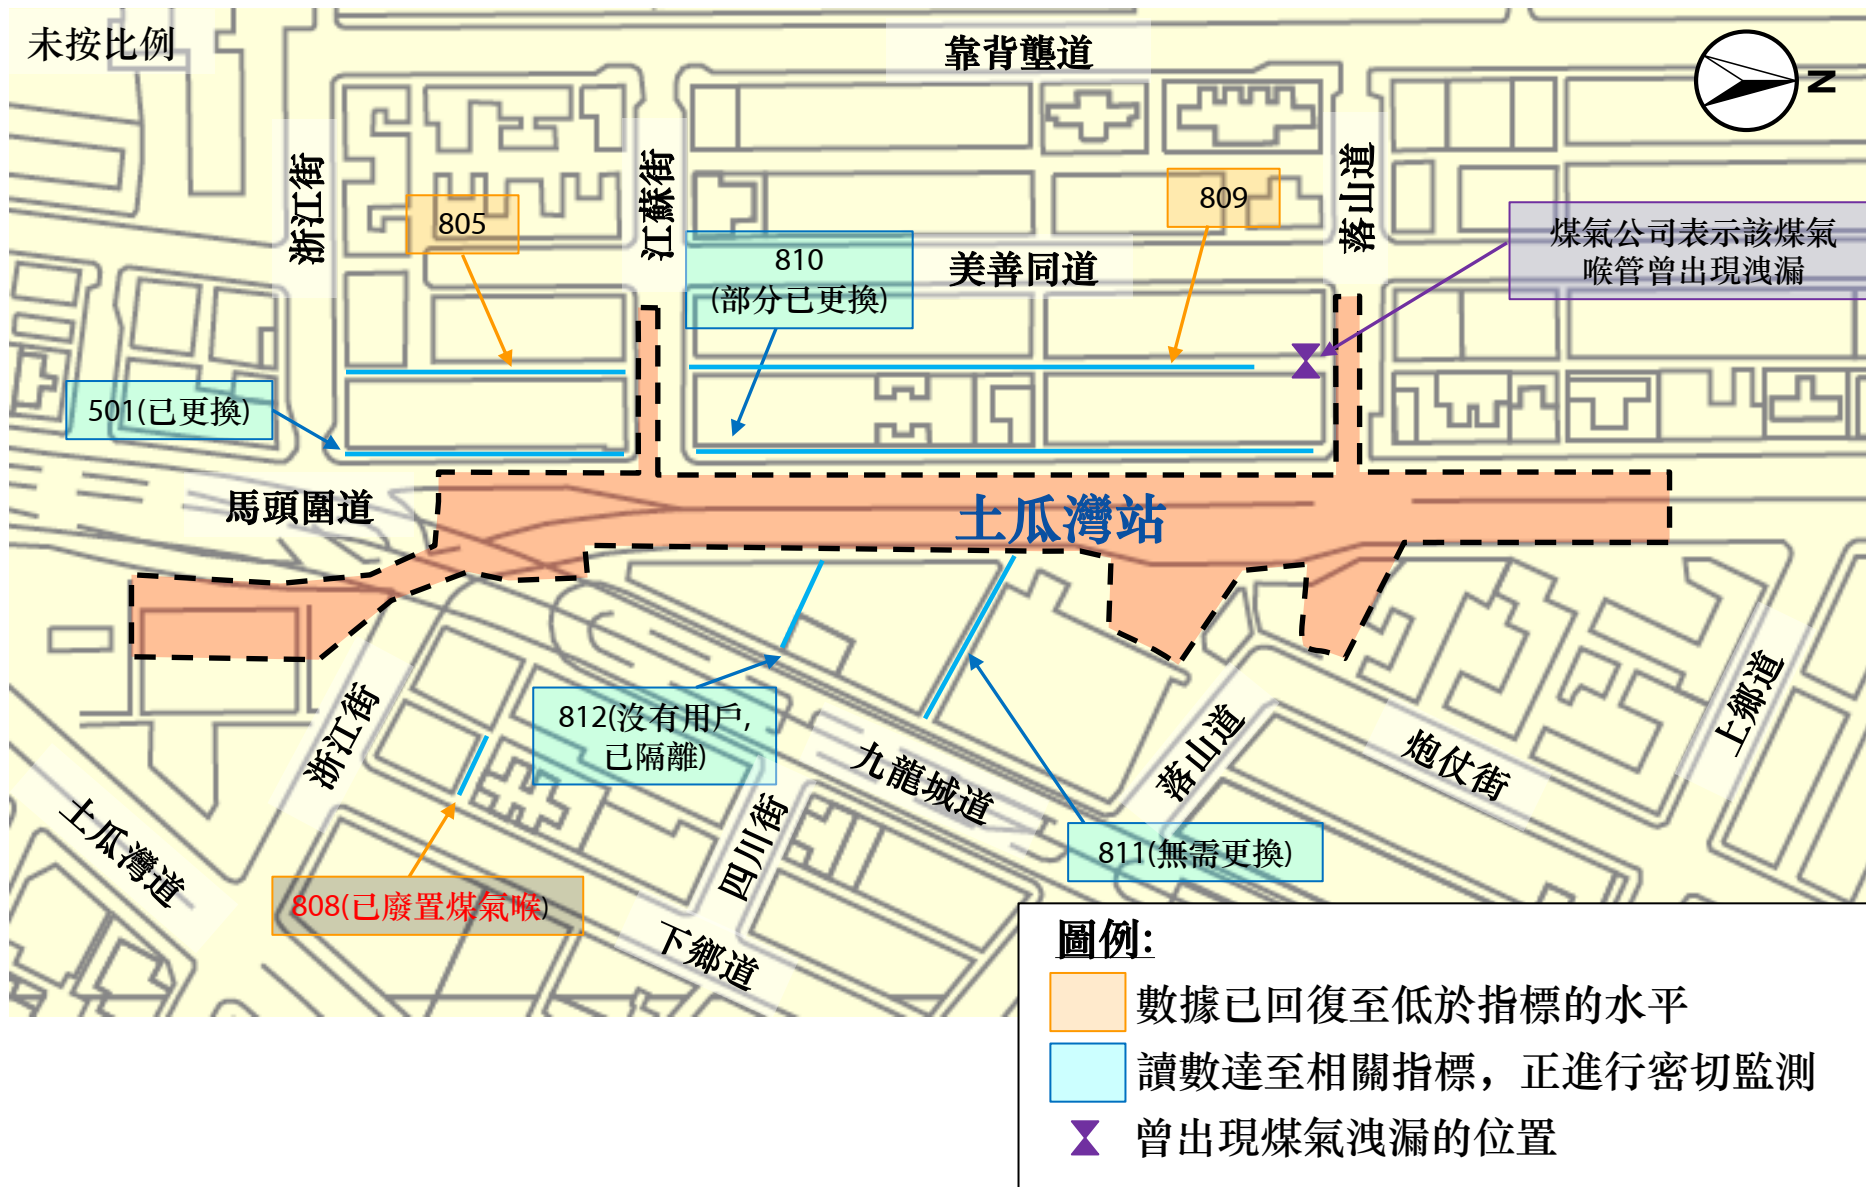 未按比例
靠背壟道
N
浙江街
江蘇街
落山道
805
809
煤氣公司表示該煤氣
喉管曾出現洩漏
810
(部分已更換)
美善同道
501(已更換)
馬頭圍道
土瓜灣站
浙江街
812(沒有用戶,
已隔離)
九龍城道
落山道
炮仗街
上鄉道
土瓜灣道
四川街
811(無需更換)
808(已廢置煤氣喉)
下鄉道
圖例:
數據已回復至低於指標的水平
讀數達至相關指標，正進行密切監測
曾出現煤氣洩漏的位置